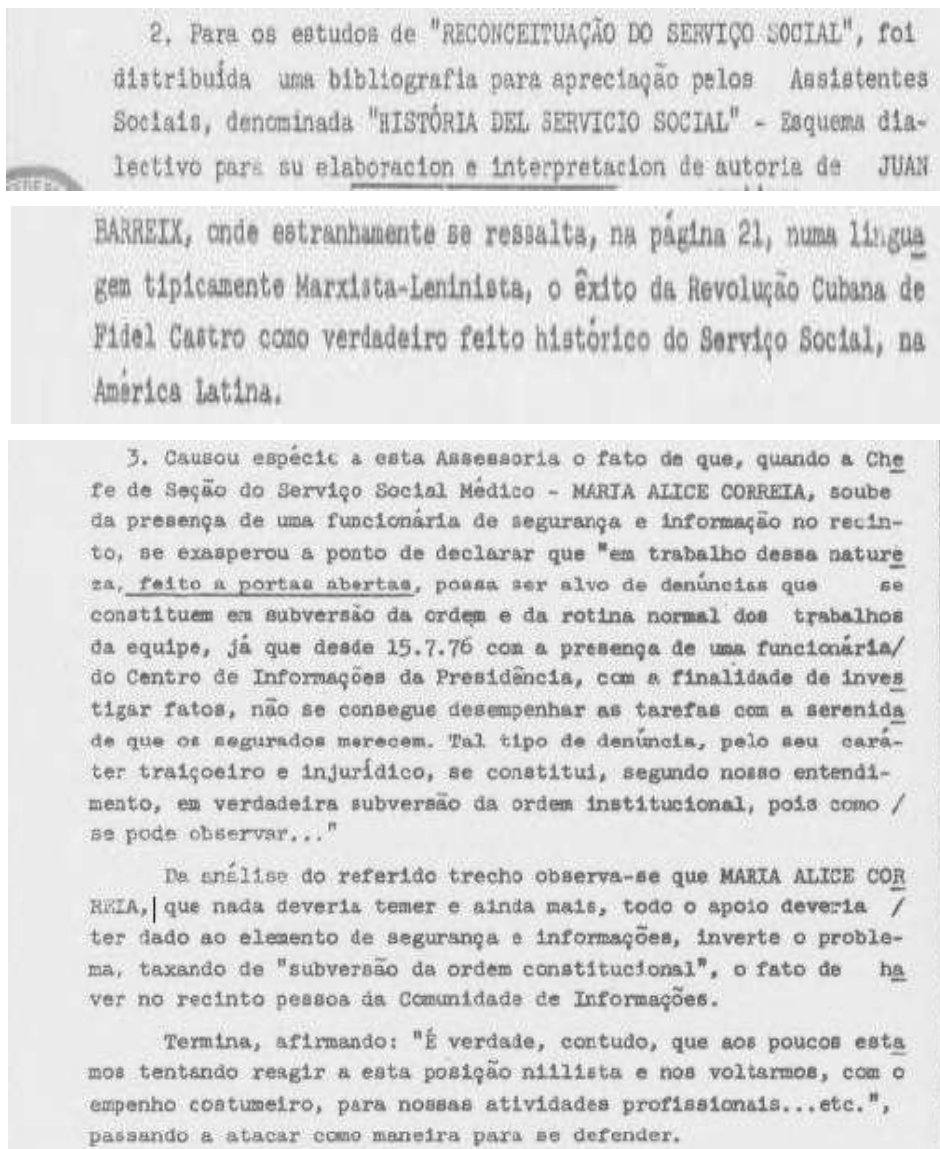 2. Para os estudos de "RECONCEITUAÇÃO DO SERVIÇO SOCIAL", foi
distribuída uma bibliografia para apreciação pelos Assistentes
Sociais, denominada "HISTÓRIA DEL SERVICIO SOCIAL" - Esquema dia-
lectivo para su elaboracion e interpretacion de autoria de JUAN
BARREIX, onde estranhamente se ressalta, na página 21, numa lingua
gem tipicamente Marxista-Leninista, o êxito da Revolução Cubana de
Fidel Castro como verdadeiro feito histórico do Serviço Social, na
América Latina.
3. Causou espécie a esta Assessoria o fato de que, quando a Che
fe de Seção do Serviço Social Médico - MARIA ALICE CORREIA, soube
da presença de uma funcionária de segurança e informação no recin-
to, se exasperou a ponto de declarar que "em trabalho dessa nature
za, feito a portas abertas, possa ser alvo de denúncias que se
constituem em subversão da ordem e da rotina normal dos trabalhos
da equipe, já que desde 15.7.76 com a presença de uma funcionária/
do Centro de Informações da Presidência, com a finalidade de inves
tigar fatos, não se consegue desempenhar as tarefas com a serenida
de que os segurados merecem. Tal tipo de denúncia, pelo seu cará-
ter traiçoeiro e injurídico, se constitui, segundo nosso entendi-
mento, em verdadeira subversão da ordem institucional, pois como /
se pode observar..."
Da análise do referido trecho observa-se que MARIA ALICE COR
REIA, que nada deveria temer e ainda mais, todo o apoio deveria /
ter dado ao elemento de segurança e informações, inverte o proble-
ma, taxando de "subversão da ordem constitucional", o fato de ha
ver no recinto pessoa da Comunidade de Informações.
Termina, afirmando: "É verdade, contudo, que aos poucos esta
mos tentando reagir a esta posição niilista e nos voltarmos, com o
empenho costumeiro, para nossas atividades profissionais...etc.",
passando a atacar como maneira para se defender.